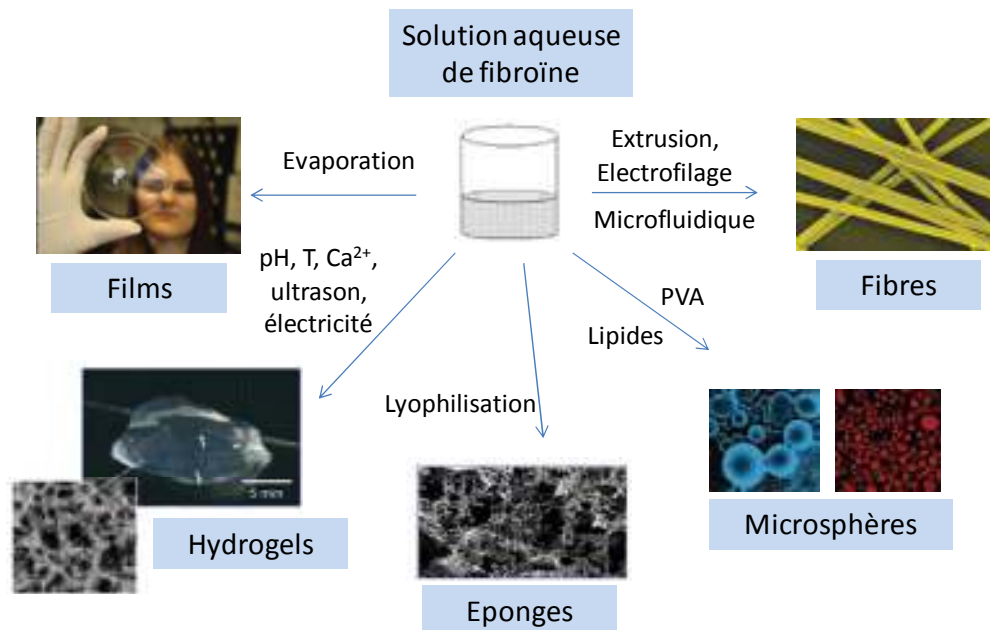 Solution aqueuse
de fibroïne
Evaporation
Extrusion,
Electrofilage
Microfluidique
Films
pH, T, Ca²⁺,
ultrason,
électricité
Fibres
PVA
Lipides
Lyophilisation
5 mm
Hydrogels
Microsphères
Eponges